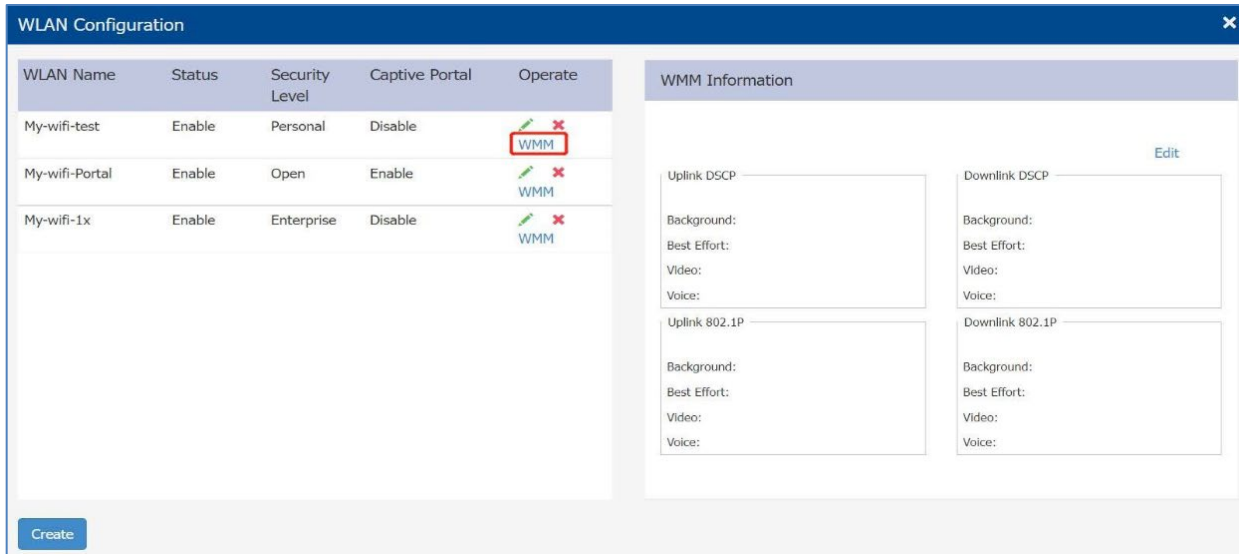 WLAN Configuration
WLAN Name Status Security Level Captive Portal Operate
My-wifi-test Enable Personal Disable
WMM
My-wifi-Portal Enable Open Enable
WMM
My-wifi-1x Enable Enterprise Disable
WMM
Create
WMM Information
Edit
Uplink DSCP
Background:
Best Effort:
Video:
Voice:
Downlink DSCP
Background:
Best Effort:
Video:
Voice:
Uplink 802.1P
Background:
Best Effort:
Video:
Voice:
Downlink 802.1P
Background:
Best Effort:
Video:
Voice: